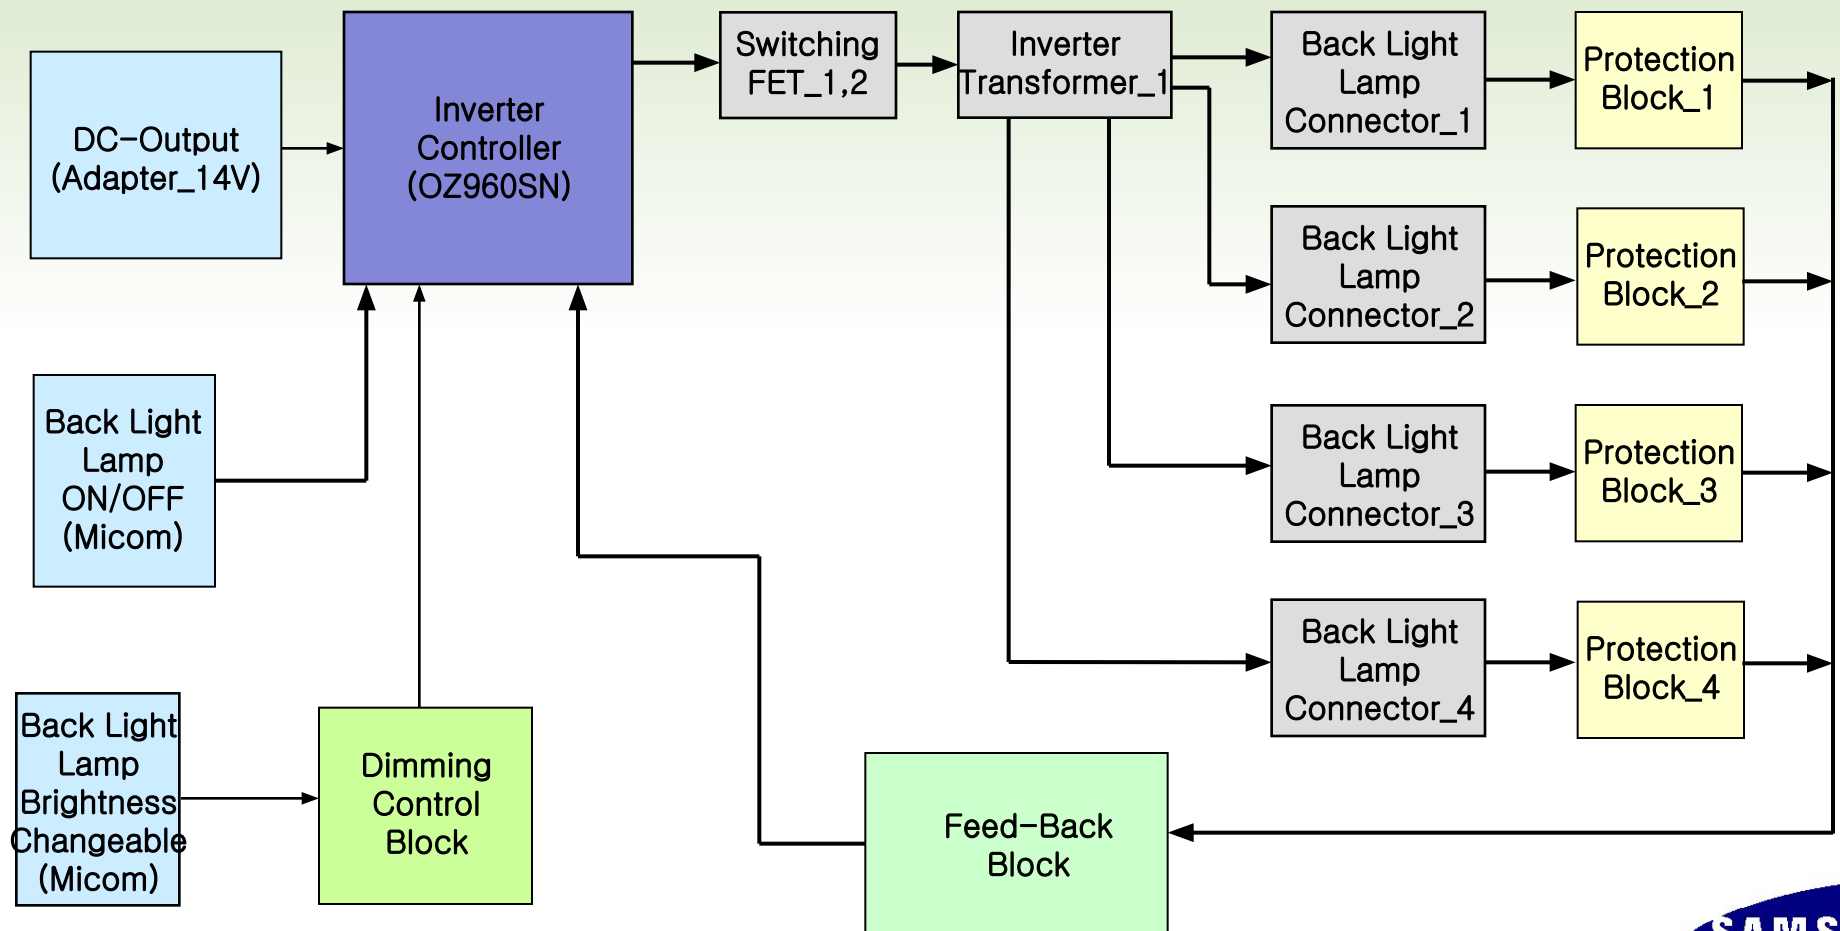 DC-Output
(Adapter_14V)
Inverter
Controller
(OZ960SN)
Switching
FET_1,2
Inverter
Transformer_1
Back Light
Lamp
Connector_1
Protection
Block_1
Back Light
Lamp
Connector_2
Protection
Block_2
Back Light
Lamp
ON/OFF
(Micom)
Back Light
Lamp
Connector_3
Protection
Block_3
Back Light
Lamp
Connector_4
Protection
Block_4
Back Light
Lamp
Brightness
Changeable
(Micom)
Dimming
Control
Block
Feed-Back
Block
SAMS